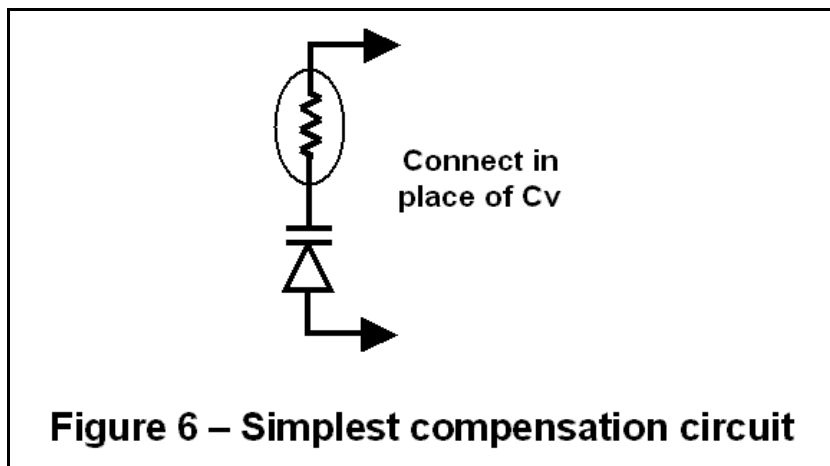 Connect in
place of Cv
Figure 6 – Simplest compensation circuit